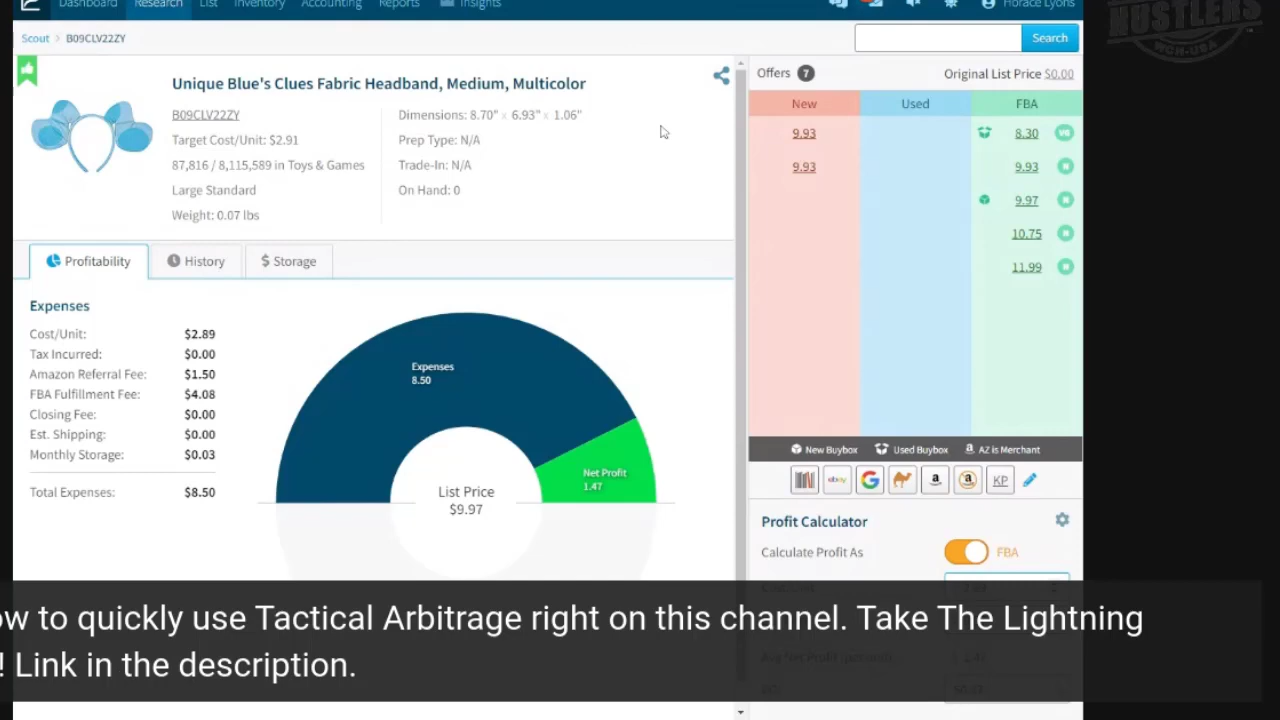 Dashboard Research List Inventory Accounting Reports Insights Horace Lyons
HUSTLERS
WCH-USA
Scout > B09CLV22ZY
Search
Unique Blue's Clues Fabric Headband, Medium, Multicolor
B09CLV22ZY
Target Cost/Unit: $2.91
87,816 / 8,115,589 in Toys & Games
Large Standard
Weight: 0.07 lbs
Dimensions: 8.70" x 6.93" x 1.06"
Prep Type: N/A
Trade-In: N/A
On Hand: 0
Offers 7
Original List Price $0.00
New Used FBA
9.93 8.30 VG
9.93 9.93
9.97
10.75
11.99
Profitability History $ Storage
Expenses
Cost/Unit: $2.89
Tax Incurred: $0.00
Amazon Referral Fee: $1.50
FBA Fulfillment Fee: $4.08
Closing Fee: $0.00
Est. Shipping: $0.00
Monthly Storage: $0.03
Total Expenses: $8.50
Expenses
8.50
Net Profit
1.47
List Price
$9.97
New Buybox Used Buybox AZ is Merchant
ebay G a a KP
Profit Calculator
Calculate Profit As FBA
ow to quickly use Tactical Arbitrage right on this channel. Take The Lightning
! Link in the description.